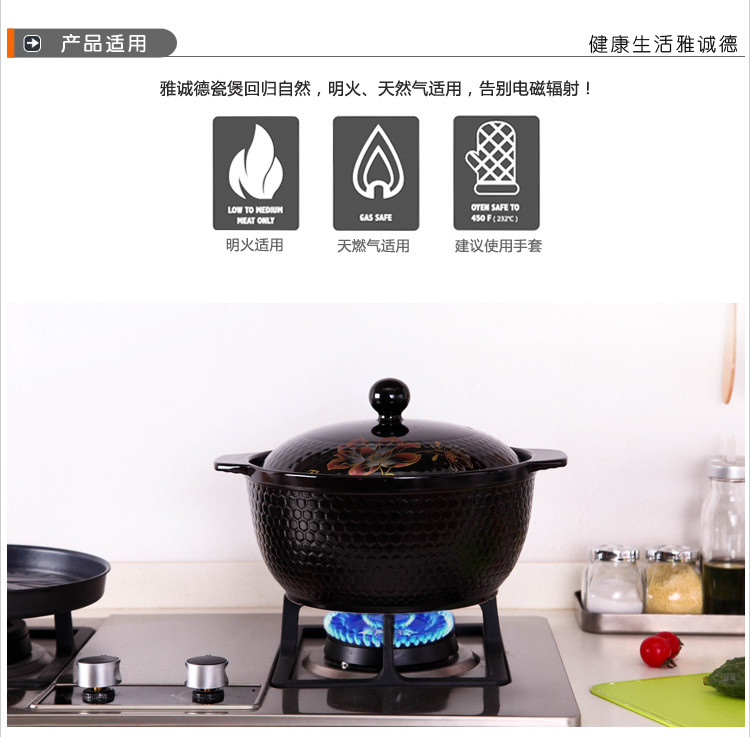 产品适用
健康生活雅诚德
雅诚德瓷煲回归自然，明火、天然气适用，告别电磁辐射！
LOW TO MEDIUM
MEAT ONLY
GAS SAFE
OYEN SAFE TO
450 F ( 232℃ )
明火适用
天燃气适用
建议使用手套